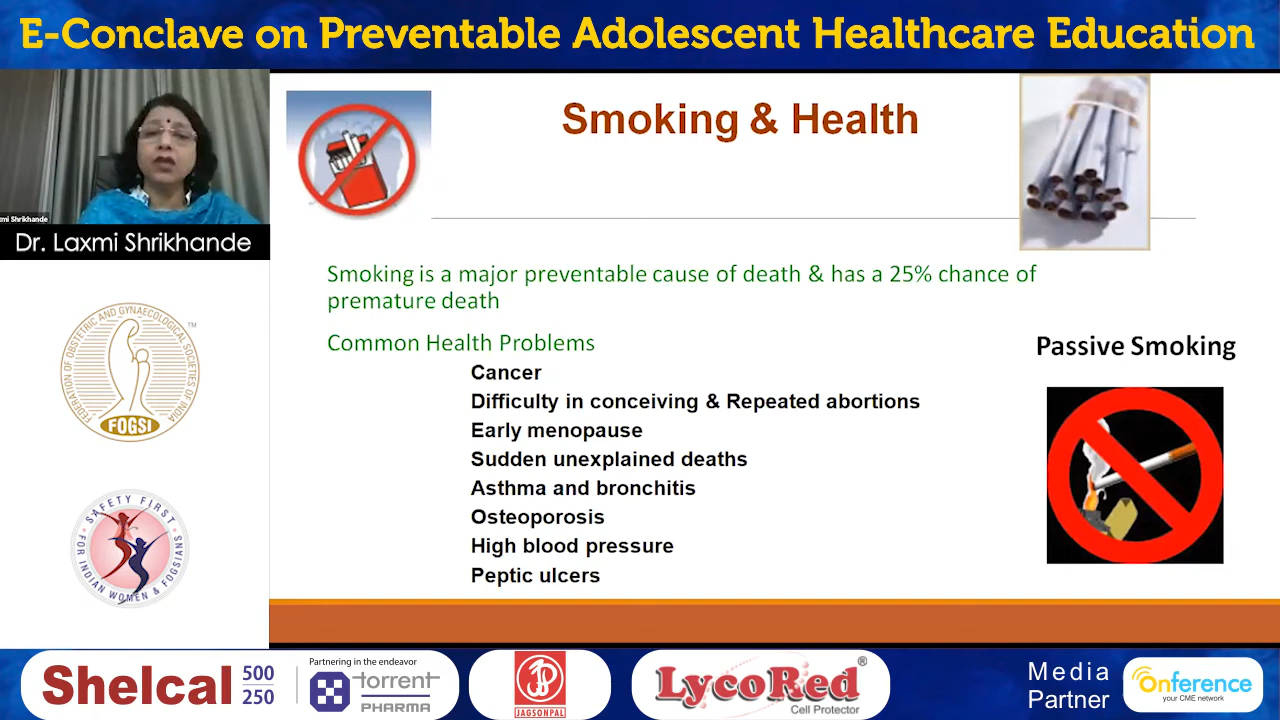 E-Conclave on Preventable Adolescent Healthcare Education
xmi Shrikhande
Dr. Laxmi Shrikhande
FEDERATION OF OBSTETRIC AND GYNAECOLOGICAL SOCIETIES OF INDIA
TM
FOGSI
SAFETY FIRST
FOR INDIAN WOMEN & FOGSIANS
Smoking & Health
Smoking is a major preventable cause of death & has a 25% chance of
premature death
Common Health Problems
Cancer
Difficulty in conceiving & Repeated abortions
Early menopause
Sudden unexplained deaths
Asthma and bronchitis
Osteoporosis
High blood pressure
Peptic ulcers
Passive Smoking
Shelcal 500
250
Partnering in the endeavor
torrent
PHARMA
JAGSONPAL
LycoRed®
Cell Protector
Media
Partner
Onference
your CME network